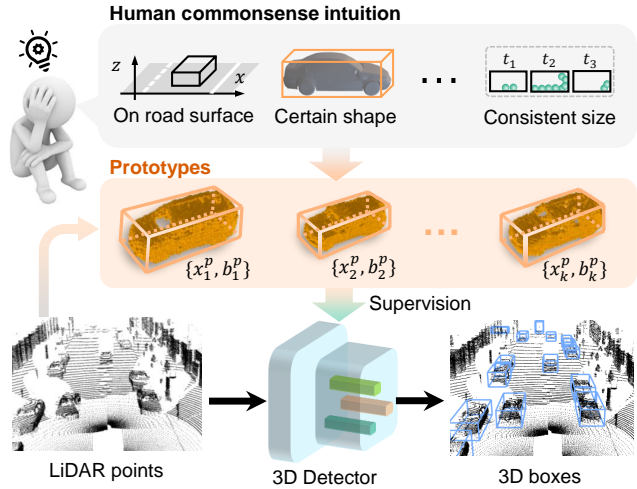 Human commonsense intuition
z
x
On road surface
Certain shape
...
t₁ t₂ t₃
Consistent size
Prototypes
{x₁ᵖ, b₁ᵖ}
{x₂ᵖ, b₂ᵖ}
...
{xₖᵖ, bₖᵖ}
Supervision
LiDAR points
3D Detector
3D boxes